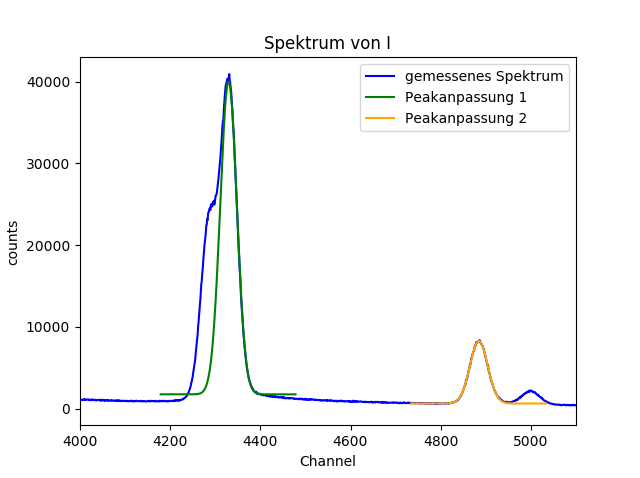 Spektrum von I
gemessenes Spektrum
Peakanpassung 1
Peakanpassung 2
counts
40000
30000
20000
10000
0
4000 4200 4400 4600 4800 5000
Channel